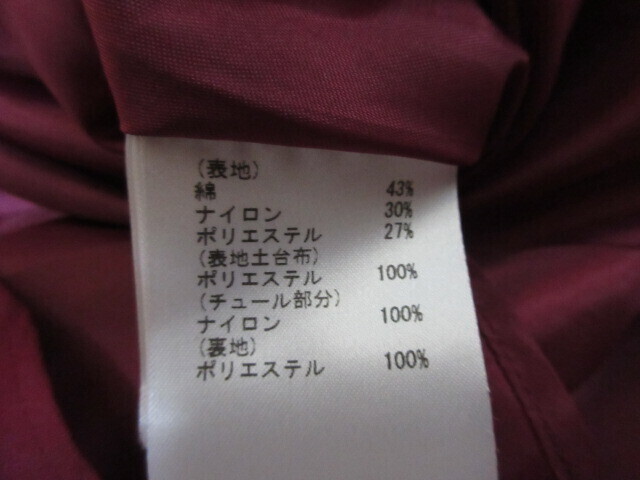 (表地)
綿 43%
ナイロン 30%
ポリエステル 27%
(表地土台布)
ポリエステル 100%
(チュール部分)
ナイロン 100%
(裏地)
ポリエステル 100%